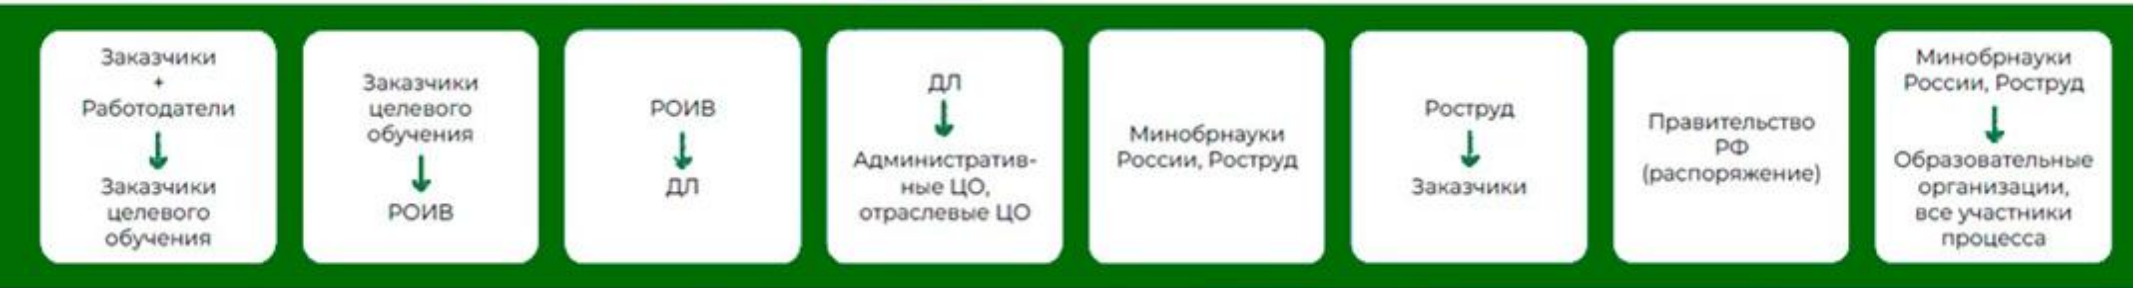 Заказчики
+
Работодатели
Заказчики
целевого
обучения
Заказчики
целевого
обучения
РОИВ
РОИВ
ДЛ
ДЛ
Административ-
ные ЦО,
отраслевые ЦО
Минобрнауки
России, Роструд
Роструд
Заказчики
Правительство
РФ
(распоряжение)
Минобрнауки
России, Роструд
Образовательные
организации,
все участники
процесса